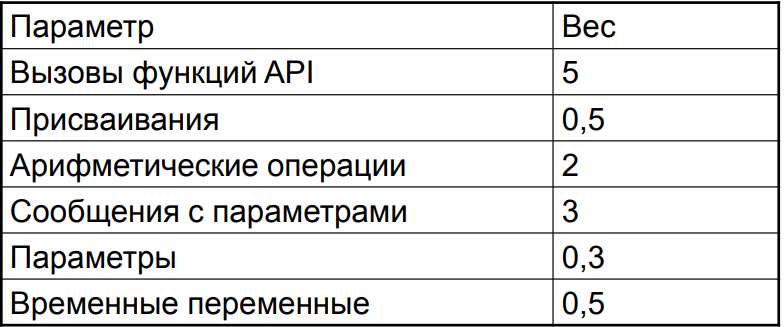 Параметр Вес
Вызовы функций API 5
Присваивания 0,5
Арифметические операции 2
Сообщения с параметрами 3
Параметры 0,3
Временные переменные 0,5